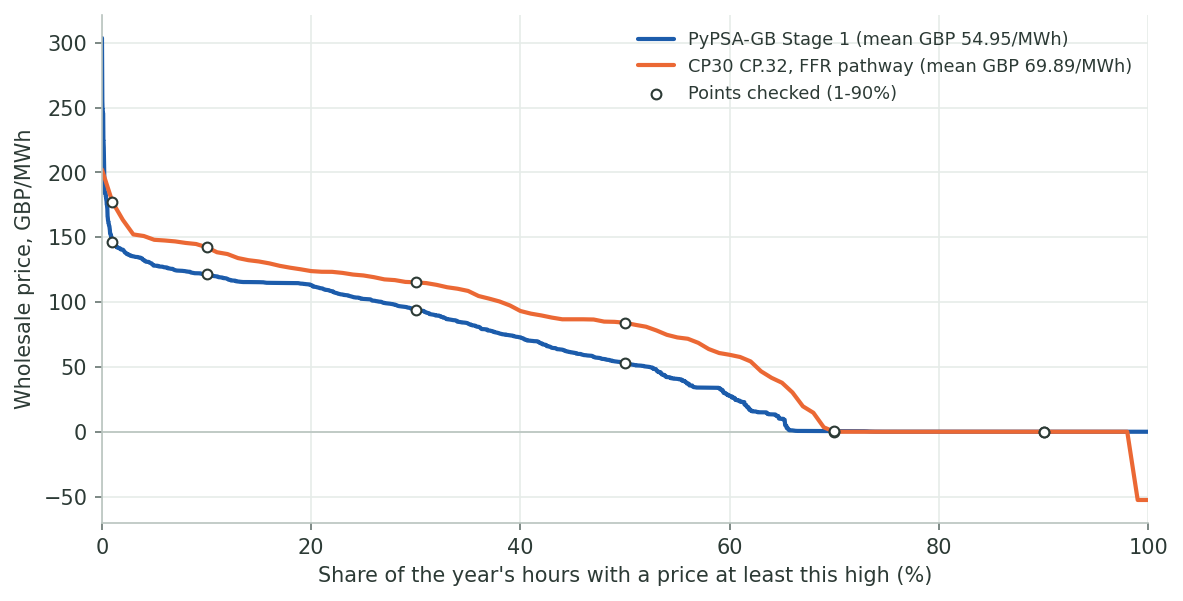 PyPSA-GB Stage 1 (mean GBP 54.95/MWh)
CP30 CP.32, FFR pathway (mean GBP 69.89/MWh)
Points checked (1-90%)
Wholesale price, GBP/MWh
300
250
200
150
100
50
0
−50
0
20
40
60
80
100
Share of the year's hours with a price at least this high (%)